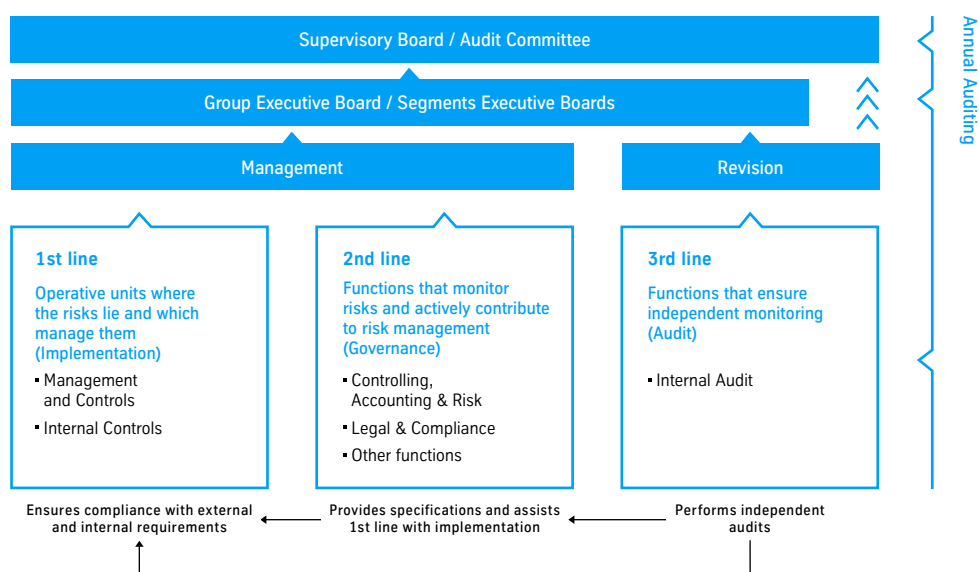 Supervisory Board / Audit Committee
Annual Auditing
Group Executive Board / Segments Executive Boards
Management
Revision
1st line
Operative units where
the risks lie and which
manage them
(Implementation)
▪ Management
and Controls
▪ Internal Controls
2nd line
Functions that monitor
risks and actively contribute
to risk management
(Governance)
▪ Controlling,
Accounting & Risk
▪ Legal & Compliance
▪ Other functions
3rd line
Functions that ensure
independent monitoring
(Audit)
▪ Internal Audit
Ensures compliance with external
and internal requirements
Provides specifications and assists
1st line with implementation
Performs independent
audits